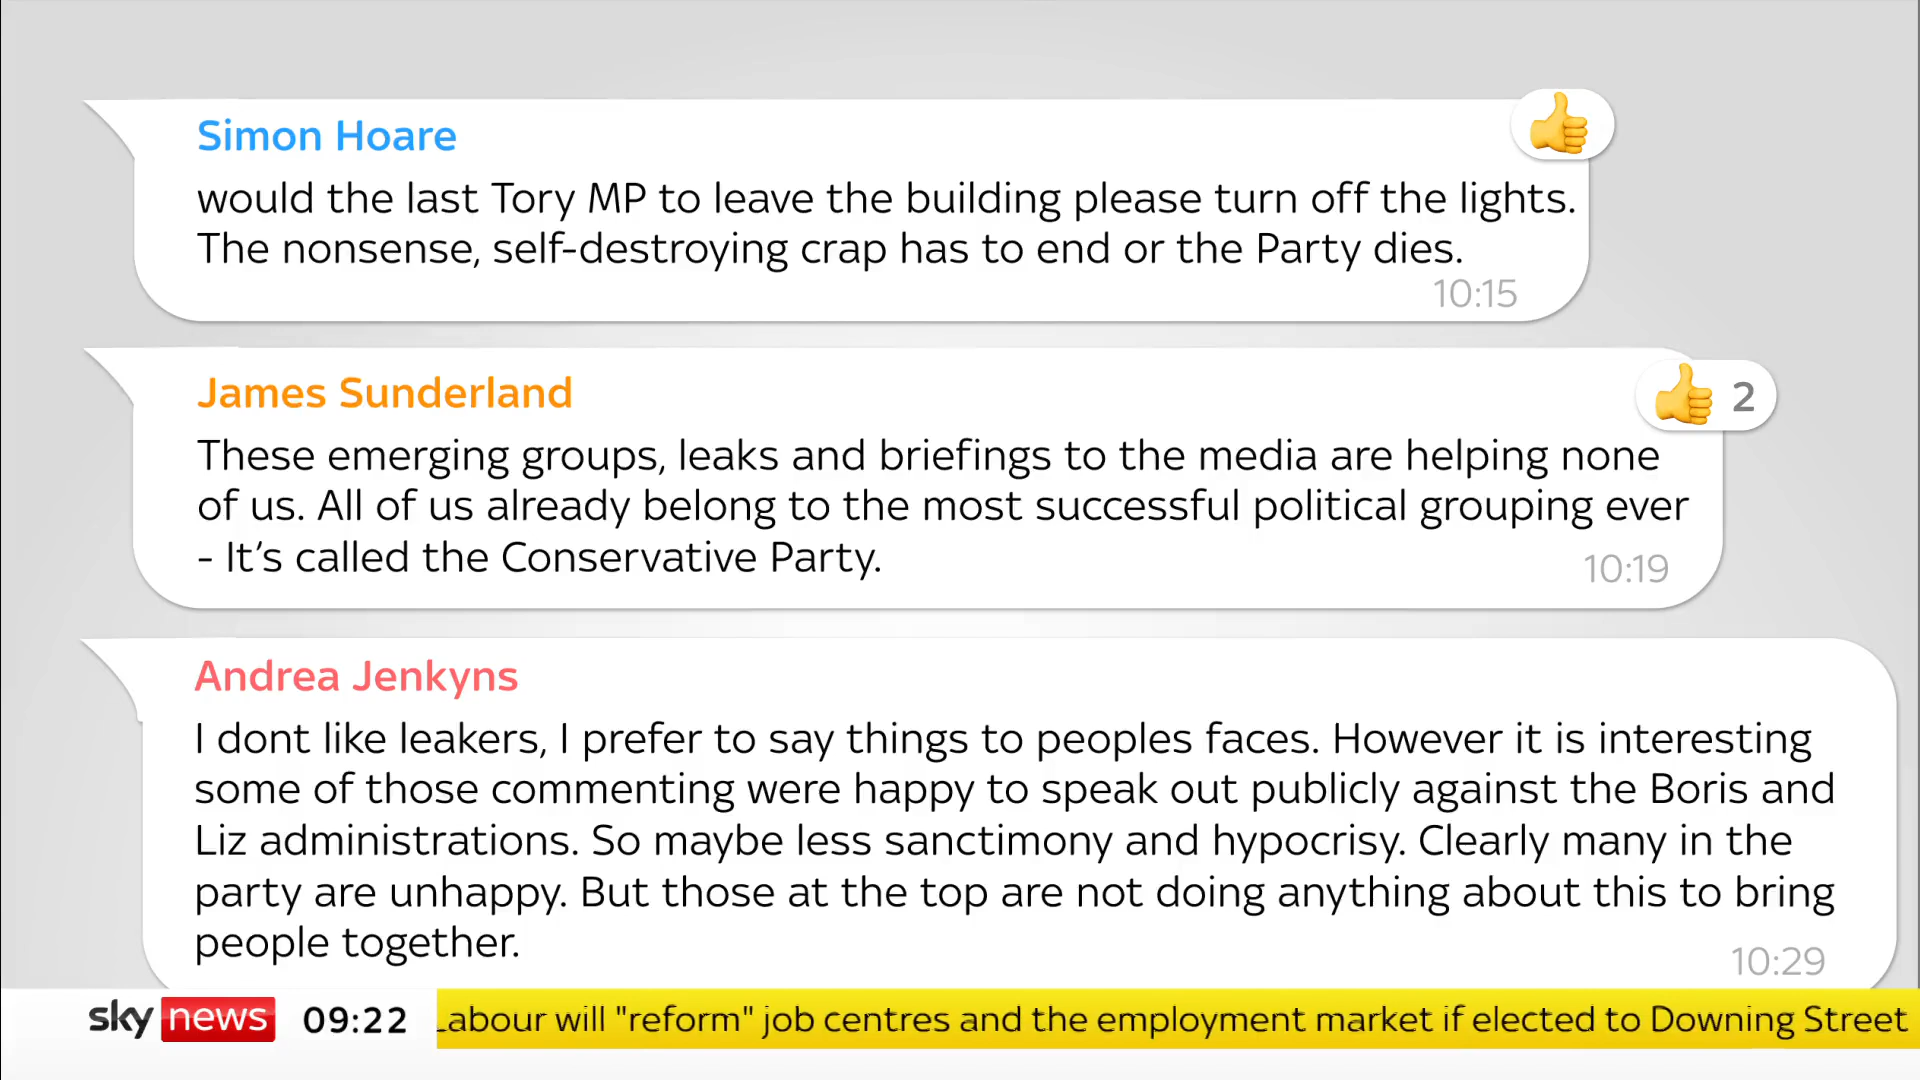 Simon Hoare
would the last Tory MP to leave the building please turn off the lights.
The nonsense, self-destroying crap has to end or the Party dies.
10:15
James Sunderland
2
These emerging groups, leaks and briefings to the media are helping none
of us. All of us already belong to the most successful political grouping ever
- It’s called the Conservative Party.
10:19
Andrea Jenkyns
I dont like leakers, I prefer to say things to peoples faces. However it is interesting
some of those commenting were happy to speak out publicly against the Boris and
Liz administrations. So maybe less sanctimony and hypocrisy. Clearly many in the
party are unhappy. But those at the top are not doing anything about this to bring
people together.
10:29
sky news 09:22 Labour will "reform" job centres and the employment market if elected to Downing Street